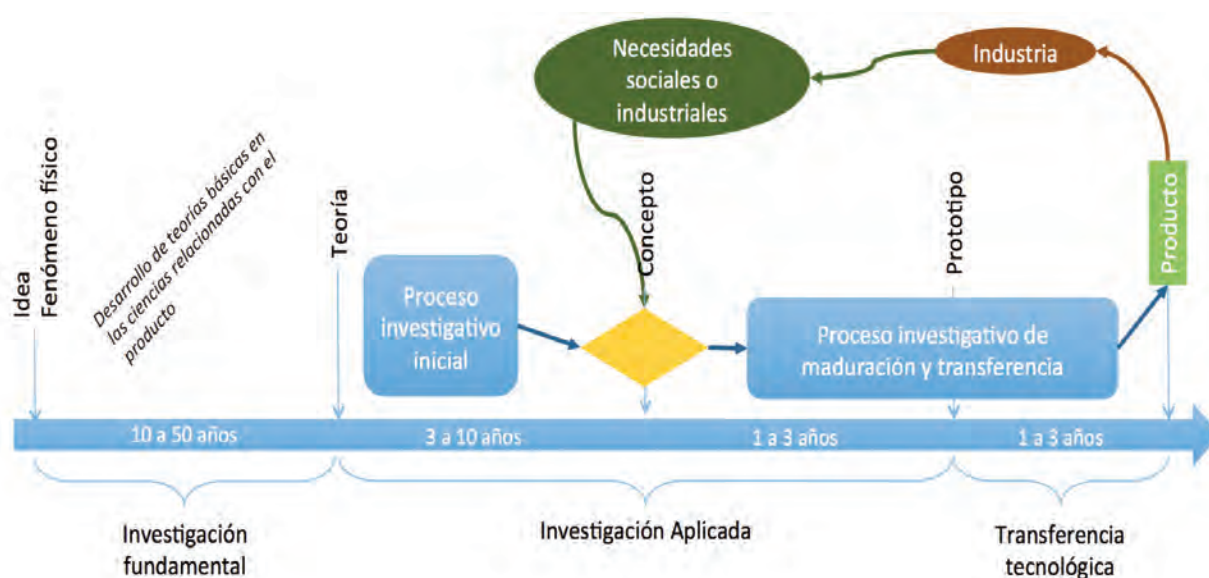 Necesidades
sociales o
industriales
Industria
Idea
Fenómeno físico
Desarrollo de teorías básicas en
las ciencias relacionadas con el
producto
Teoría
Concepto
Prototipo
Producto
Proceso
investigativo
inicial
Proceso investigativo de
maduración y transferencia
10 a 50 años
3 a 10 años
1 a 3 años
1 a 3 años
Investigación
fundamental
Investigación Aplicada
Transferencia
tecnológica